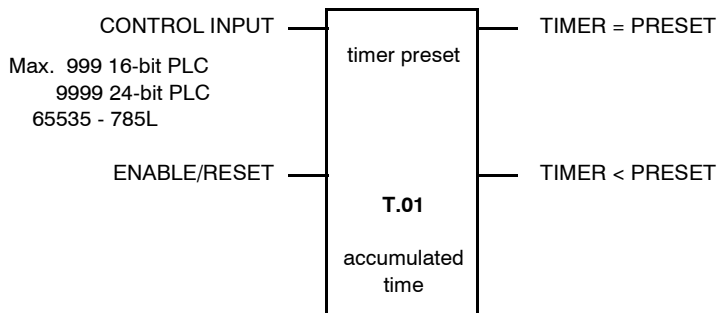 CONTROL INPUT
Max. 999 16-bit PLC
9999 24-bit PLC
65535 - 785L
ENABLE/RESET
timer preset
T.01
accumulated
time
TIMER = PRESET
TIMER < PRESET